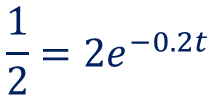 1/2 = 2e^{-0.2t}